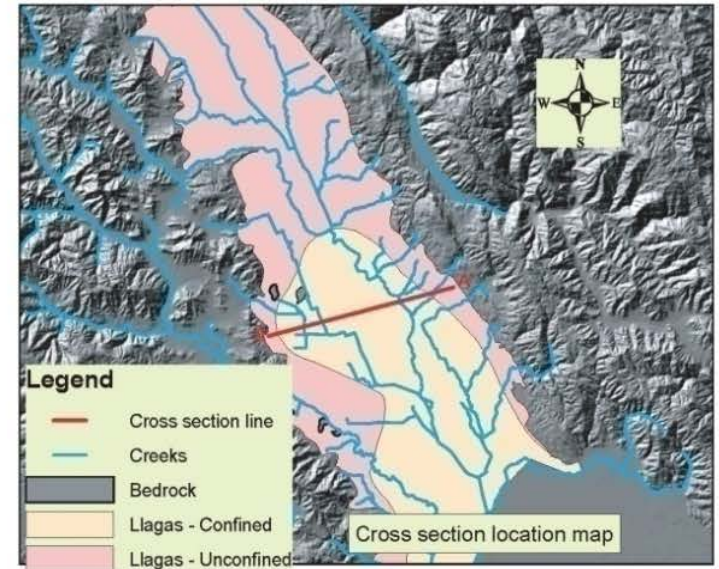 N
W E
S
Legend
Cross section line
Creeks
Bedrock
Llagas - Confined
Llagas - Unconfined
Cross section location map